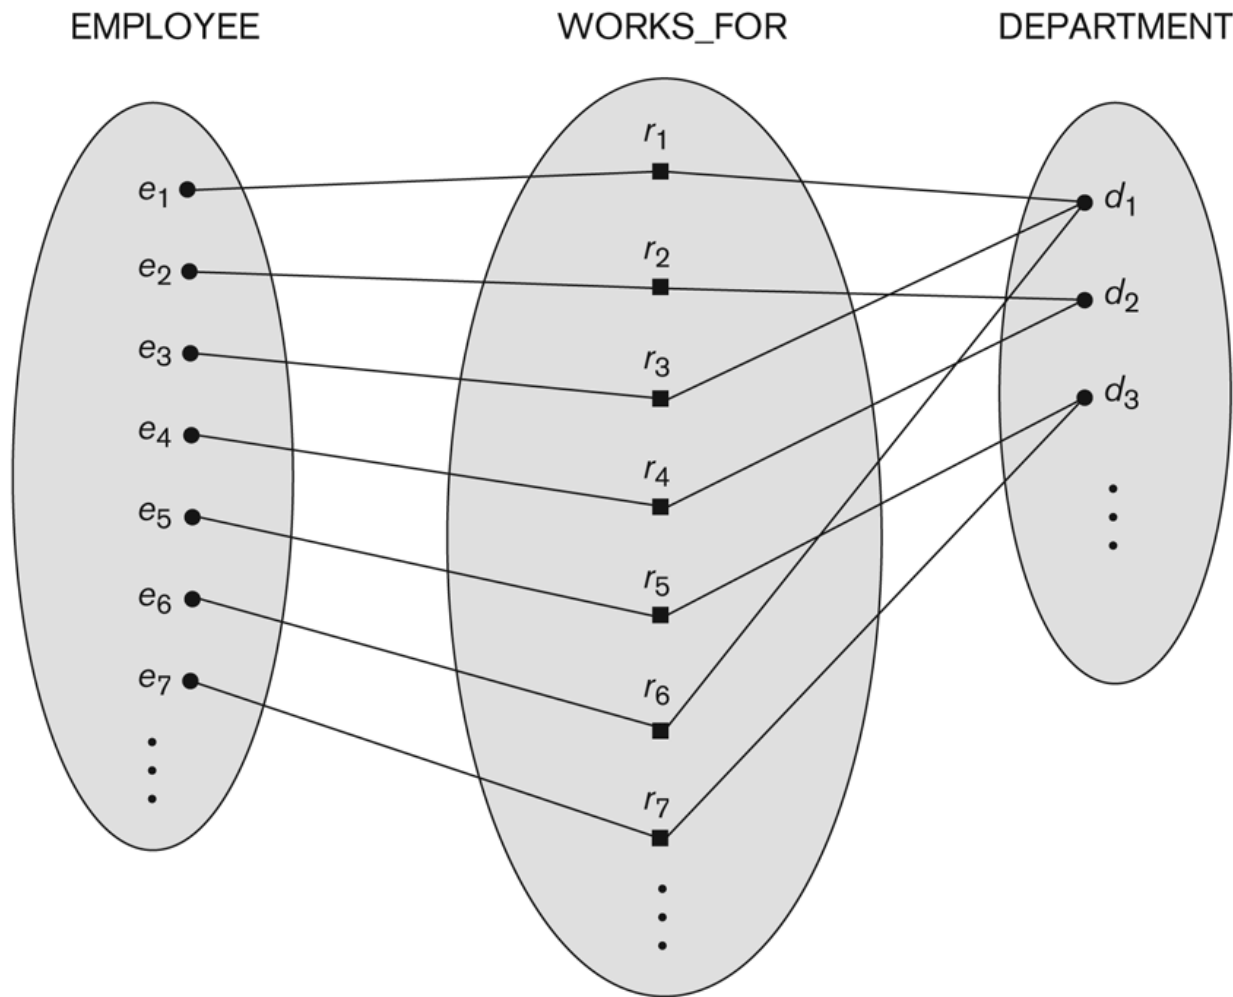 EMPLOYEE WORKS_FOR DEPARTMENT
r₁
e₁ d₁
r₂
e₂ d₂
e₃ r₃ d₃
e₄ r₄
e₅ r₅
e₆ r₆
e₇ r₇